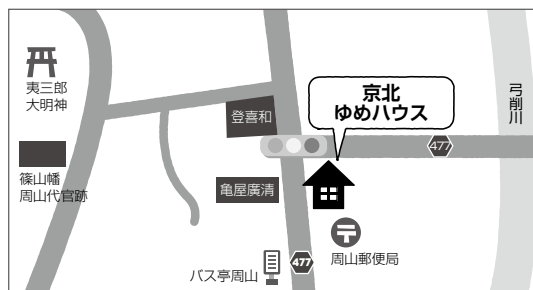 夷三郎
大明神
篠山幡
周山代官跡
登喜和
亀屋廣清
京北
ゆめハウス
477
弓削川
周山郵便局
バス亭周山
477